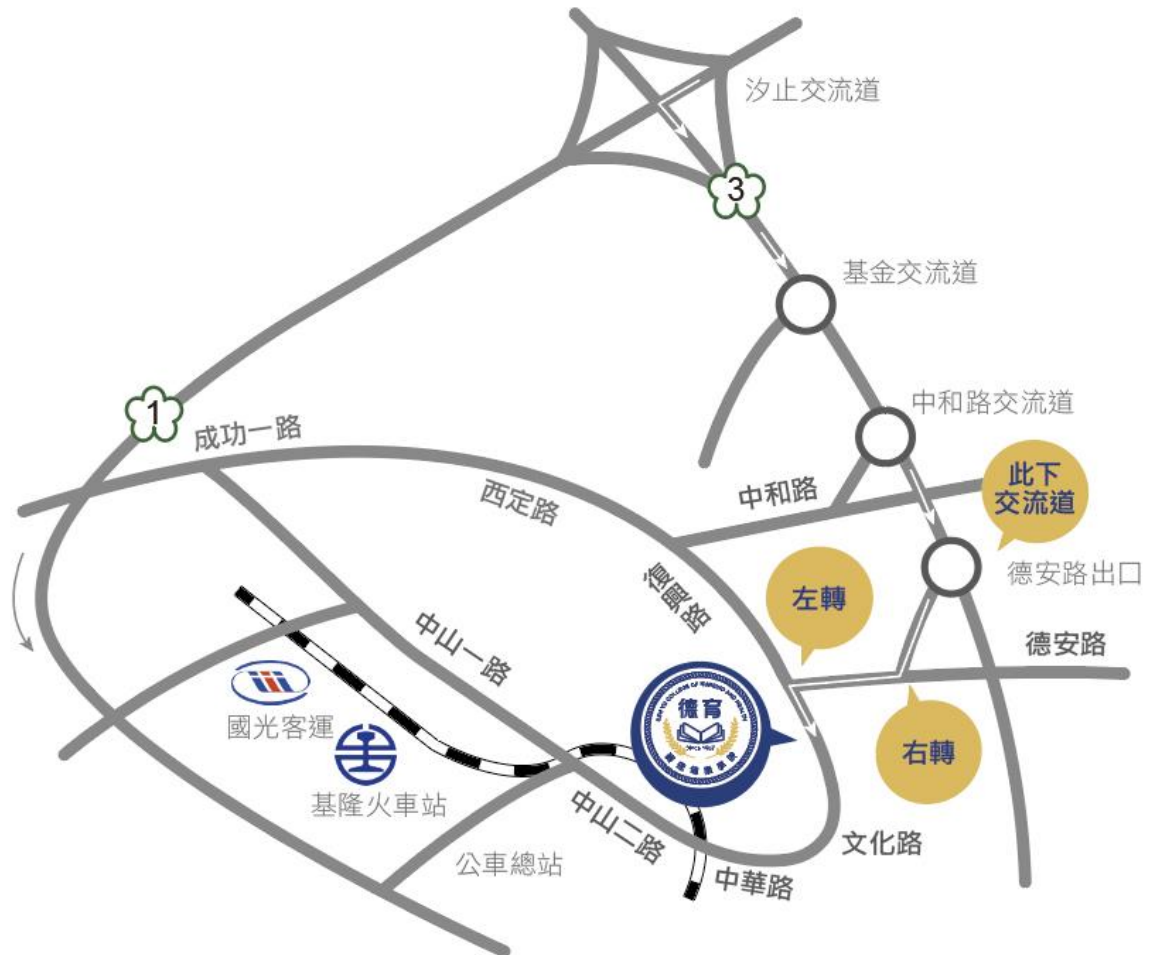 汐止交流道
3
基金交流道
1
中和路交流道
成功一路
此下
交流道
中和路
西定路
德安路出口
復興路
左轉
德安路
中山一路
國光客運
德育
右轉
基隆火車站
中山二路
文化路
公車總站
中華路